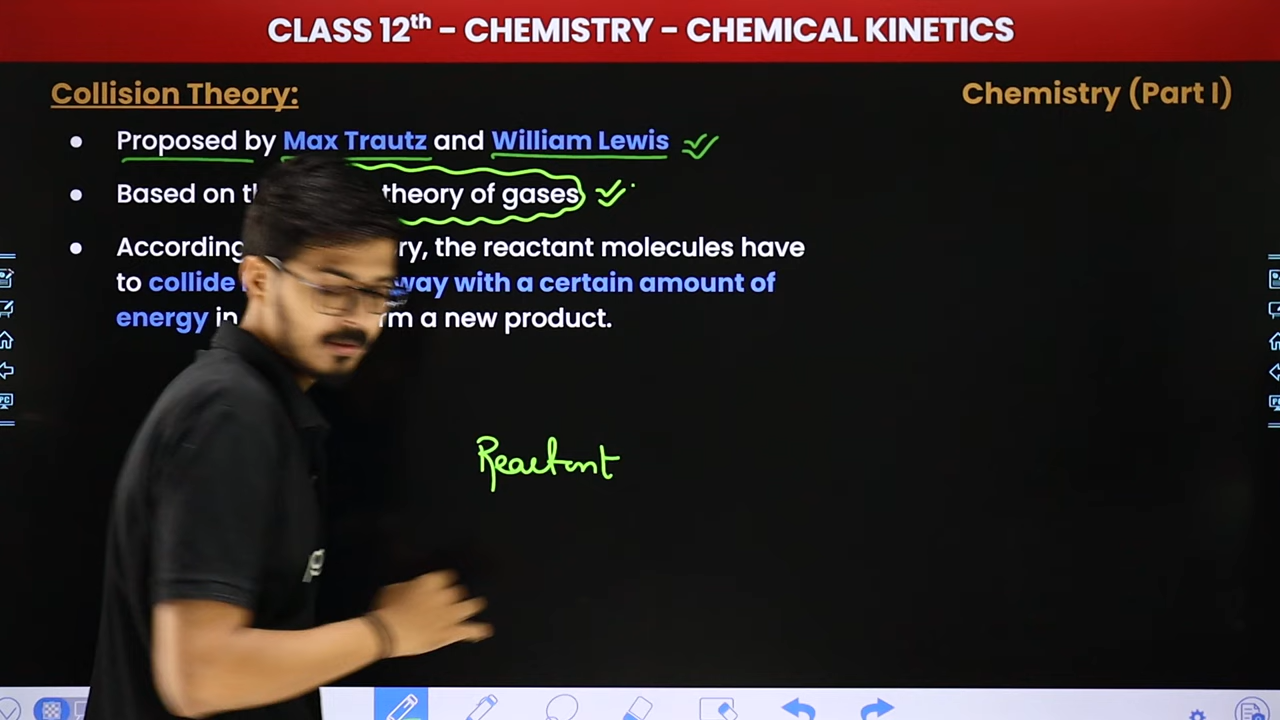 CLASS 12th – CHEMISTRY – CHEMICAL KINETICS
Collision Theory:
Chemistry (Part I)
• Proposed by Max Trautz and William Lewis
• Based on theory of gases
• According the reactant molecules have
to collide way with a certain amount of
energy in a new product.
Reactant